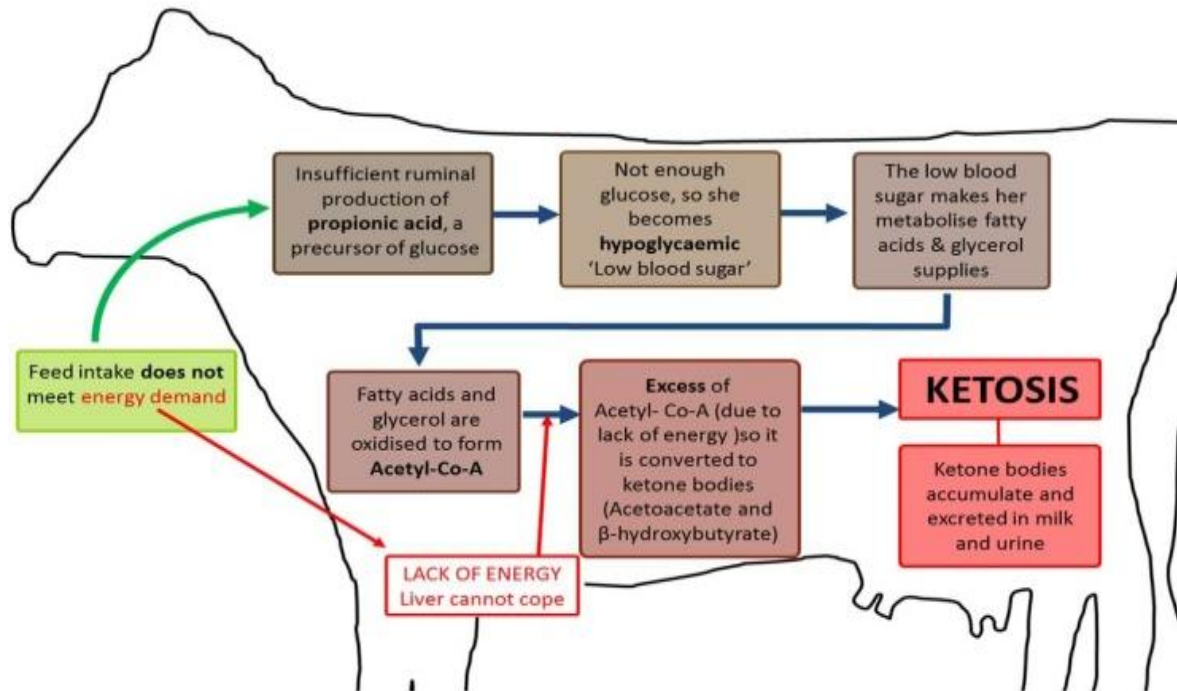 Insufficient ruminal
production of
propionic acid, a
precursor of glucose
Not enough
glucose, so she
becomes
hypoglycaemic
‘Low blood sugar’
The low blood
sugar makes her
metabolise fatty
acids & glycerol
supplies
Feed intake does not
meet energy demand
Fatty acids and
glycerol are
oxidised to form
Acetyl-Co-A
Excess of
Acetyl- Co-A (due to
lack of energy )so it
is converted to
ketone bodies
(Acetoacetate and
β-hydroxybutyrate)
KETOSIS
Ketone bodies
accumulate and
excreted in milk
and urine
LACK OF ENERGY
Liver cannot cope